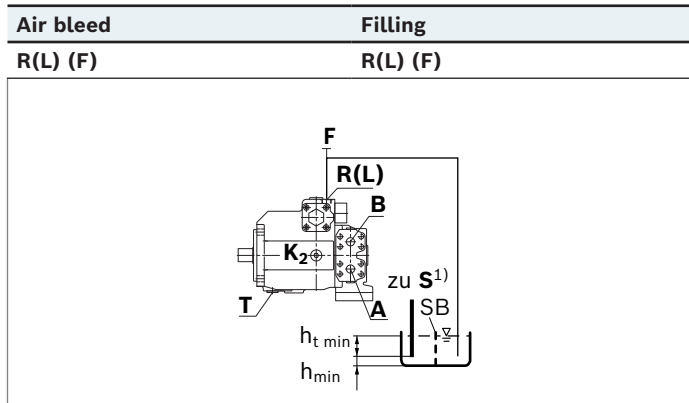 Air bleed Filling
R(L) (F) R(L) (F)
F
R(L)
B
K2
zu S1)
T
A
SB
ht min
hmin